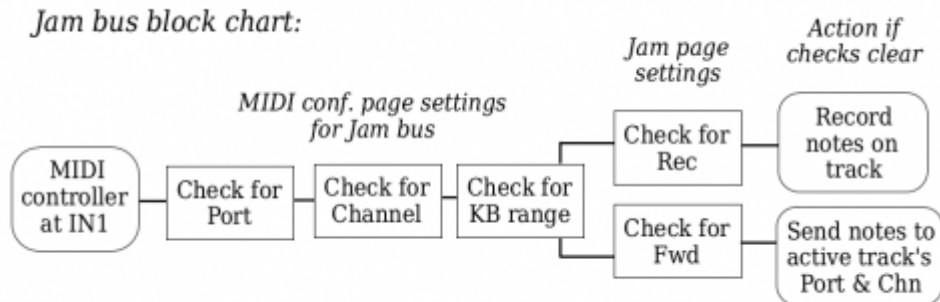 Jam bus block chart:
MIDI conf. page settings
for Jam bus
Jam page
settings
Action if
checks clear
MIDI
controller
at IN1
Check for
Port
Check for
Channel
Check for
KB range
Check for
Rec
Record
notes on
track
Check for
Fwd
Send notes to
active track's
Port & Chn